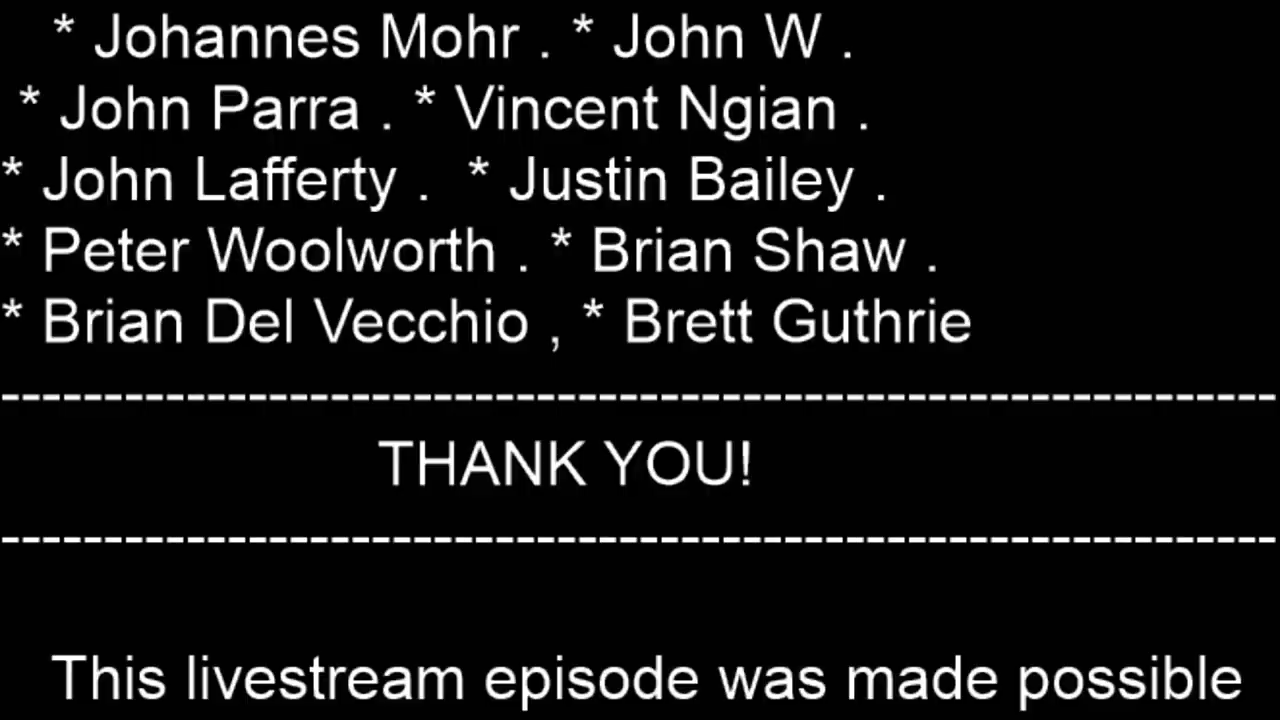 * Johannes Mohr . * John W .
* John Parra . * Vincent Ngian .
* John Lafferty . * Justin Bailey .
* Peter Woolworth . * Brian Shaw .
* Brian Del Vecchio , * Brett Guthrie
--------------------------------------------------------------
THANK YOU!
--------------------------------------------------------------
This livestream episode was made possible